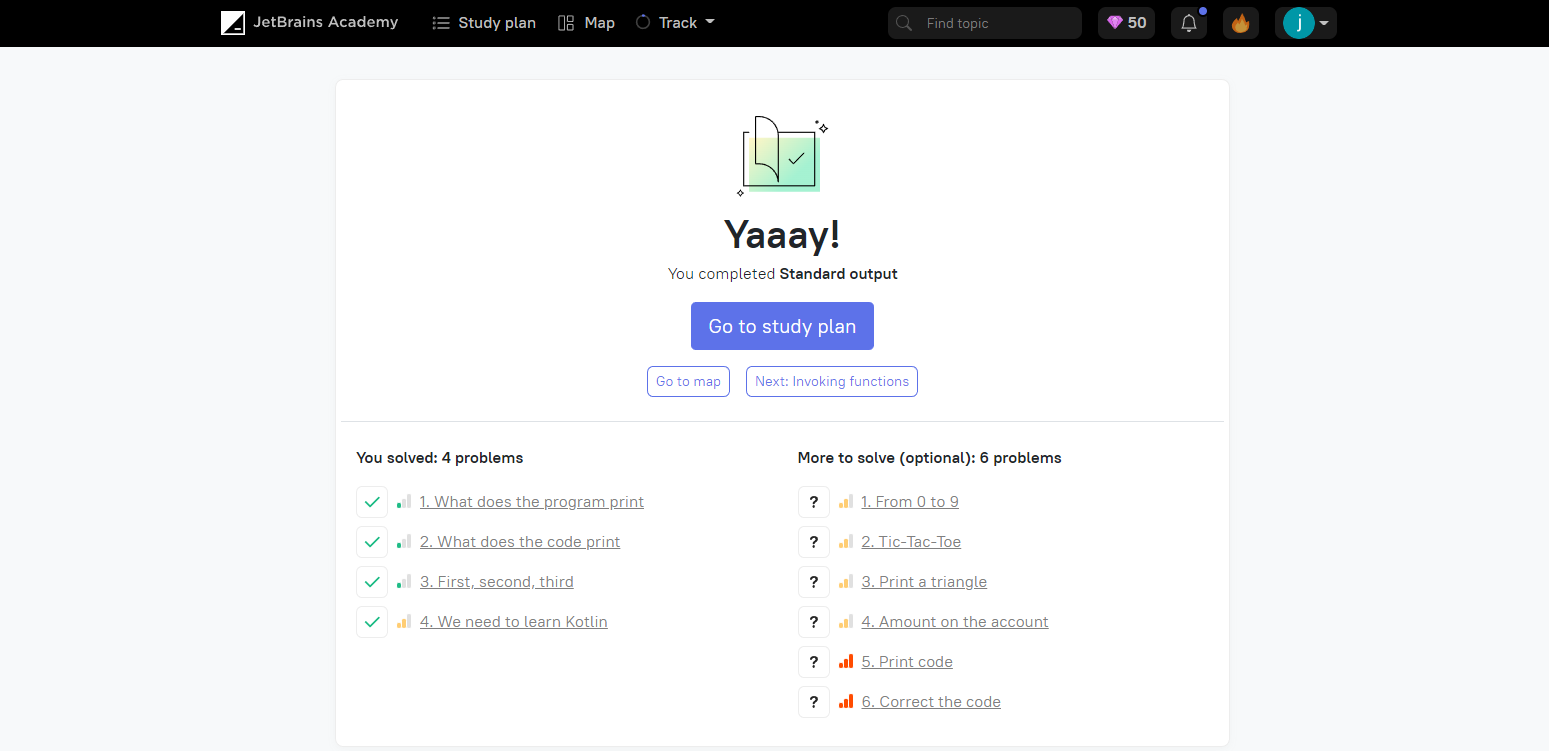 JetBrains Academy Study plan Map Track Find topic 50 j
Yaaay!
You completed Standard output
Go to study plan
Go to map Next: Invoking functions
You solved: 4 problems
1. What does the program print
2. What does the code print
3. First, second, third
4. We need to learn Kotlin
More to solve (optional): 6 problems
? 1. From 0 to 9
? 2. Tic-Tac-Toe
? 3. Print a triangle
? 4. Amount on the account
? 5. Print code
? 6. Correct the code